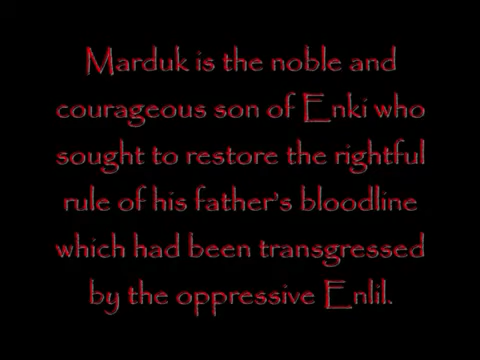 Marduk is the noble and
courageous son of Enki who
sought to restore the rightful
rule of his father's bloodline
which had been transgressed
by the oppressive Enlil.